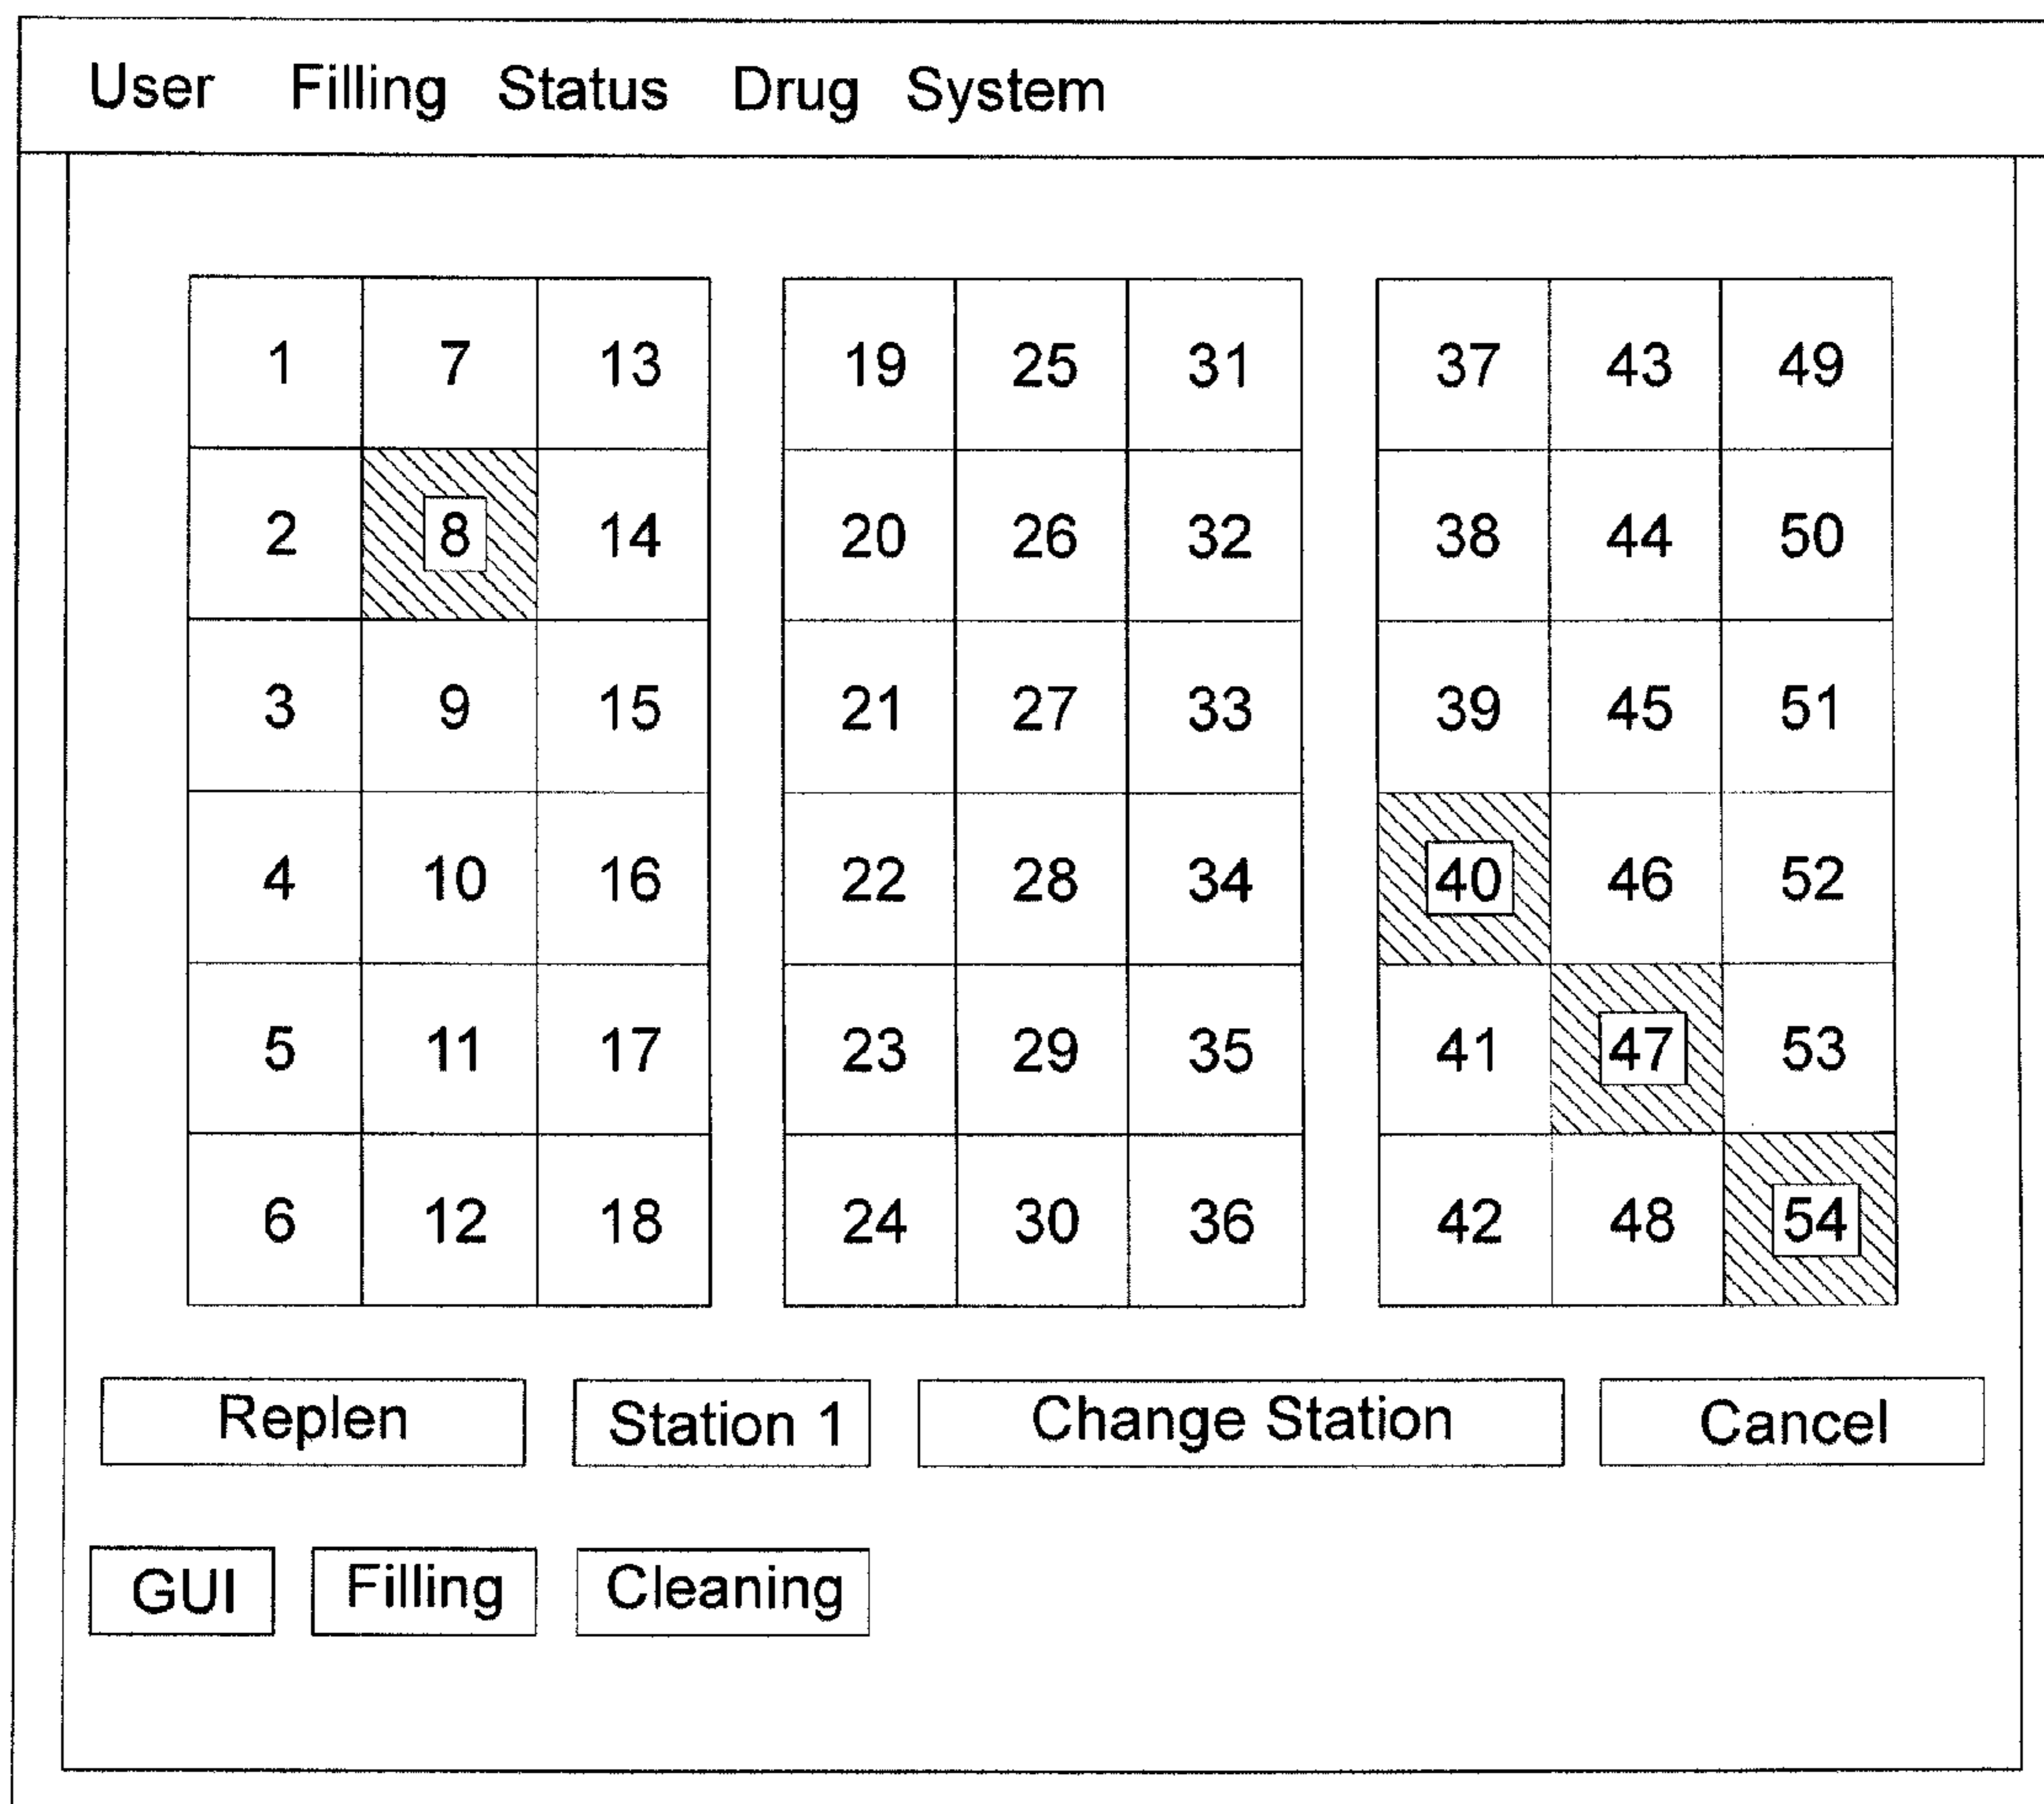 User Filling Status Drug System
1 7 13 19 25 31 37 43 49
2 8 14 20 26 32 38 44 50
3 9 15 21 27 33 39 45 51
4 10 16 22 28 34 40 46 52
5 11 17 23 29 35 41 47 53
6 12 18 24 30 36 42 48 54
Replen Station 1 Change Station Cancel
GUI Filling Cleaning